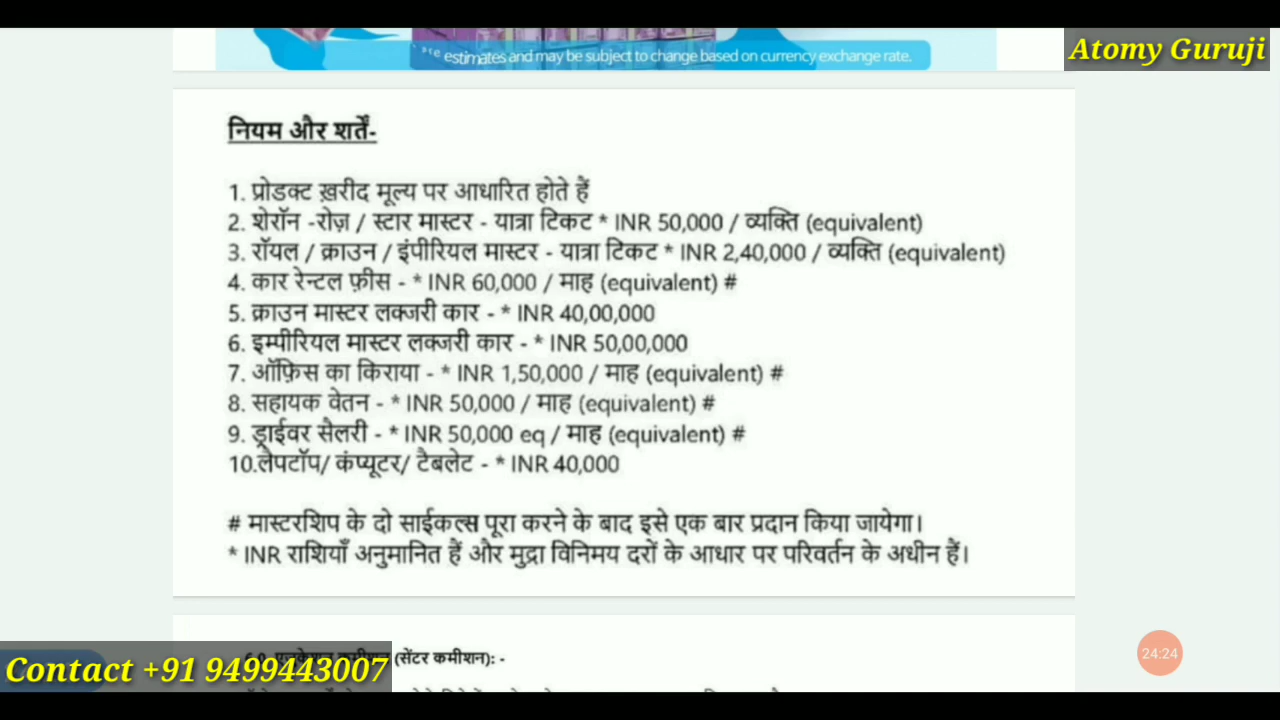 estimates and may be subject to change based on currency exchange rate.
Atomy Guruji
नियम और शर्तें-
1. प्रोडक्ट ख़रीद मूल्य पर आधारित होते हैं
2. शेरॉन -रोज़ / स्टार मास्टर - यात्रा टिकट * INR 50,000 / व्यक्ति (equivalent)
3. रॉयल / क्राउन / इंपीरियल मास्टर - यात्रा टिकट * INR 2,40,000 / व्यक्ति (equivalent)
4. कार रेन्टल फ़ीस - * INR 60,000 / माह (equivalent) #
5. क्राउन मास्टर लक्जरी कार - * INR 40,00,000
6. इम्पीरियल मास्टर लक्जरी कार - * INR 50,00,000
7. ऑफ़िस का किराया - * INR 1,50,000 / माह (equivalent) #
8. सहायक वेतन - * INR 50,000 / माह (equivalent) #
9. ड्राईवर सैलरी - * INR 50,000 eq / माह (equivalent) #
10.लेपटॉप/ कंप्यूटर/ टैबलेट - * INR 40,000
# मास्टरशिप के दो साईकल्स पूरा करने के बाद इसे एक बार प्रदान किया जायेगा।
* INR राशियाँ अनुमानित हैं और मुद्रा विनिमय दरों के आधार पर परिवर्तन के अधीन हैं।
(सेंटर कमीशन): -
Contact +91 9499443007
24:24